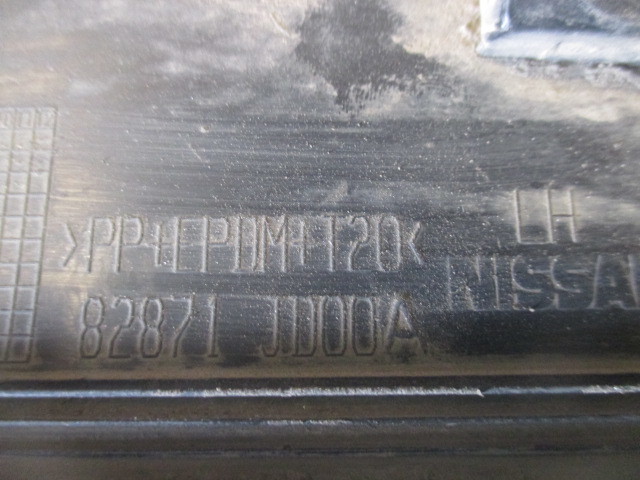 LH
>PP+EPDM+T20<
NISSA
82871 JD00A